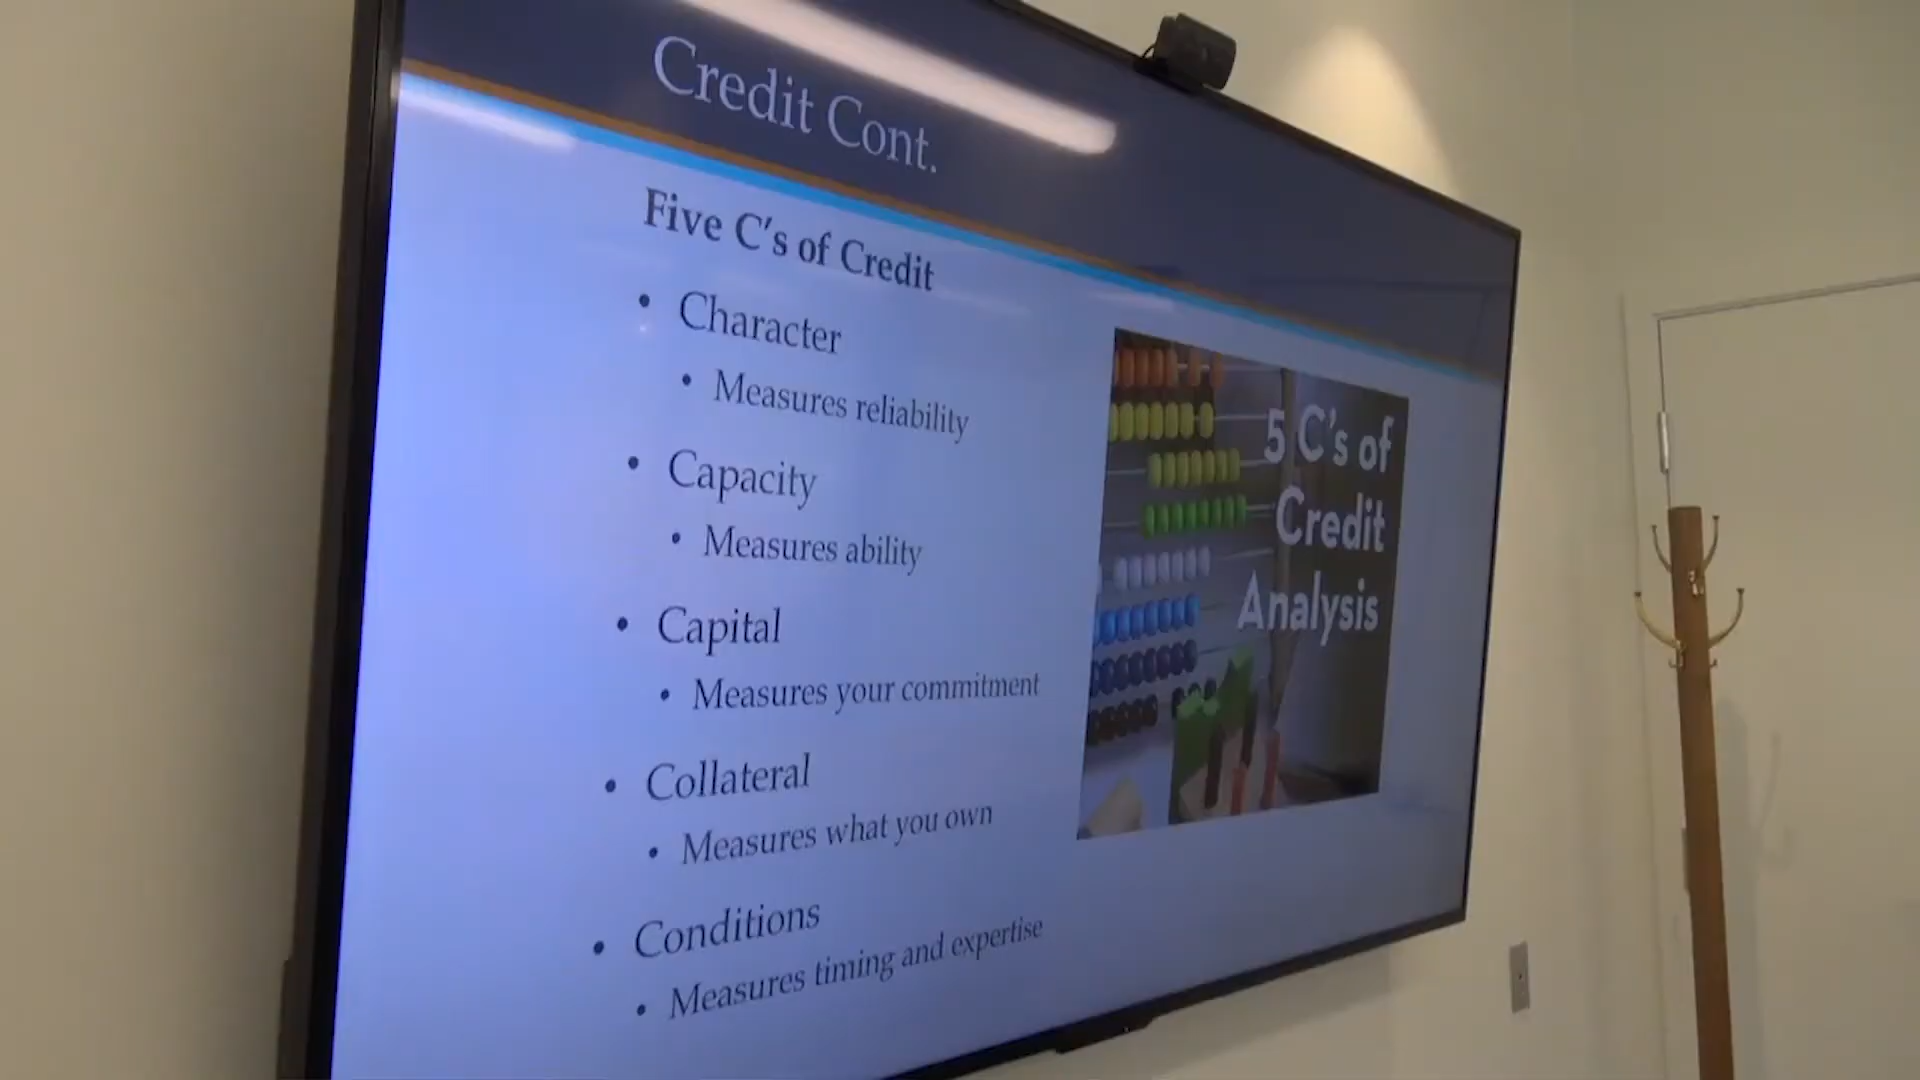 Credit Cont.
Five C's of Credit
• Character
• Measures reliability
• Capacity
• Measures ability
• Capital
• Measures your commitment
• Collateral
• Measures what you own
• Conditions
• Measures timing and expertise
5 C's of
Credit
Analysis